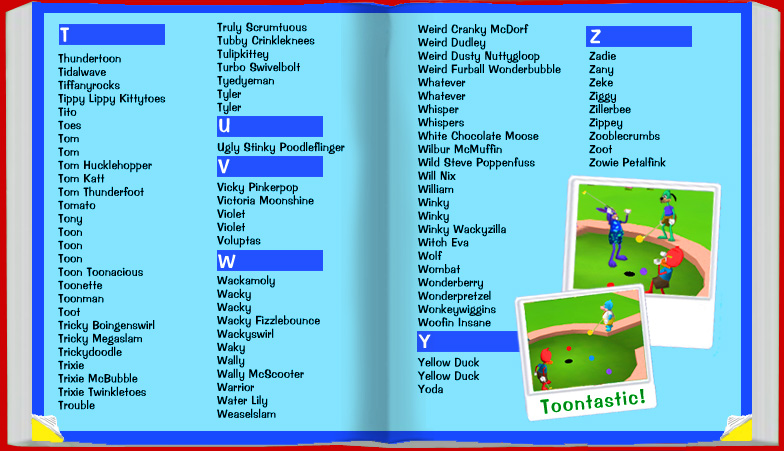 T
Thundertoon
Tidalwave
Tiffanyrocks
Tippy Lippy Kittytoes
Tito
Toes
Tom
Tom
Tom Hucklehopper
Tom Katt
Tom Thunderfoot
Tomato
Tony
Toon
Toon
Toon
Toon Toonacious
Toonette
Toonman
Toot
Tricky Boingenswirl
Tricky Megaslam
Trickydoodle
Trixie
Trixie McBubble
Trixie Twinkletoes
Trouble
Truly Scrumtuous
Tubby Crinkleknees
Tulipkittey
Turbo Swivelbolt
Tyedyeman
Tyler
Tyler
U
Ugly Stinky Poodleflinger
V
Vicky Pinkerpop
Victoria Moonshine
Violet
Violet
Voluptas
W
Wackamoly
Wacky
Wacky
Wacky Fizzlebounce
Wackyswirl
Waky
Wally
Wally McScooter
Warrior
Water Lily
Weaselslam
Weird Cranky McDorf
Weird Dudley
Weird Dusty Nuttygloop
Weird Furball Wonderbubble
Whatever
Whatever
Whisper
Whispers
White Chocolate Moose
Wilbur McMuffin
Wild Steve Poppenfuss
Will Nix
William
Winky
Winky
Winky Wackyzilla
Witch Eva
Wolf
Wombat
Wonderberry
Wonderpretzel
Wonkeywiggins
Woofin Insane
Y
Yellow Duck
Yellow Duck
Yoda
Z
Zadie
Zany
Zeke
Ziggy
Zillerbee
Zippey
Zooblecrumbs
Zoot
Zowie Petalfink
Toontastic!